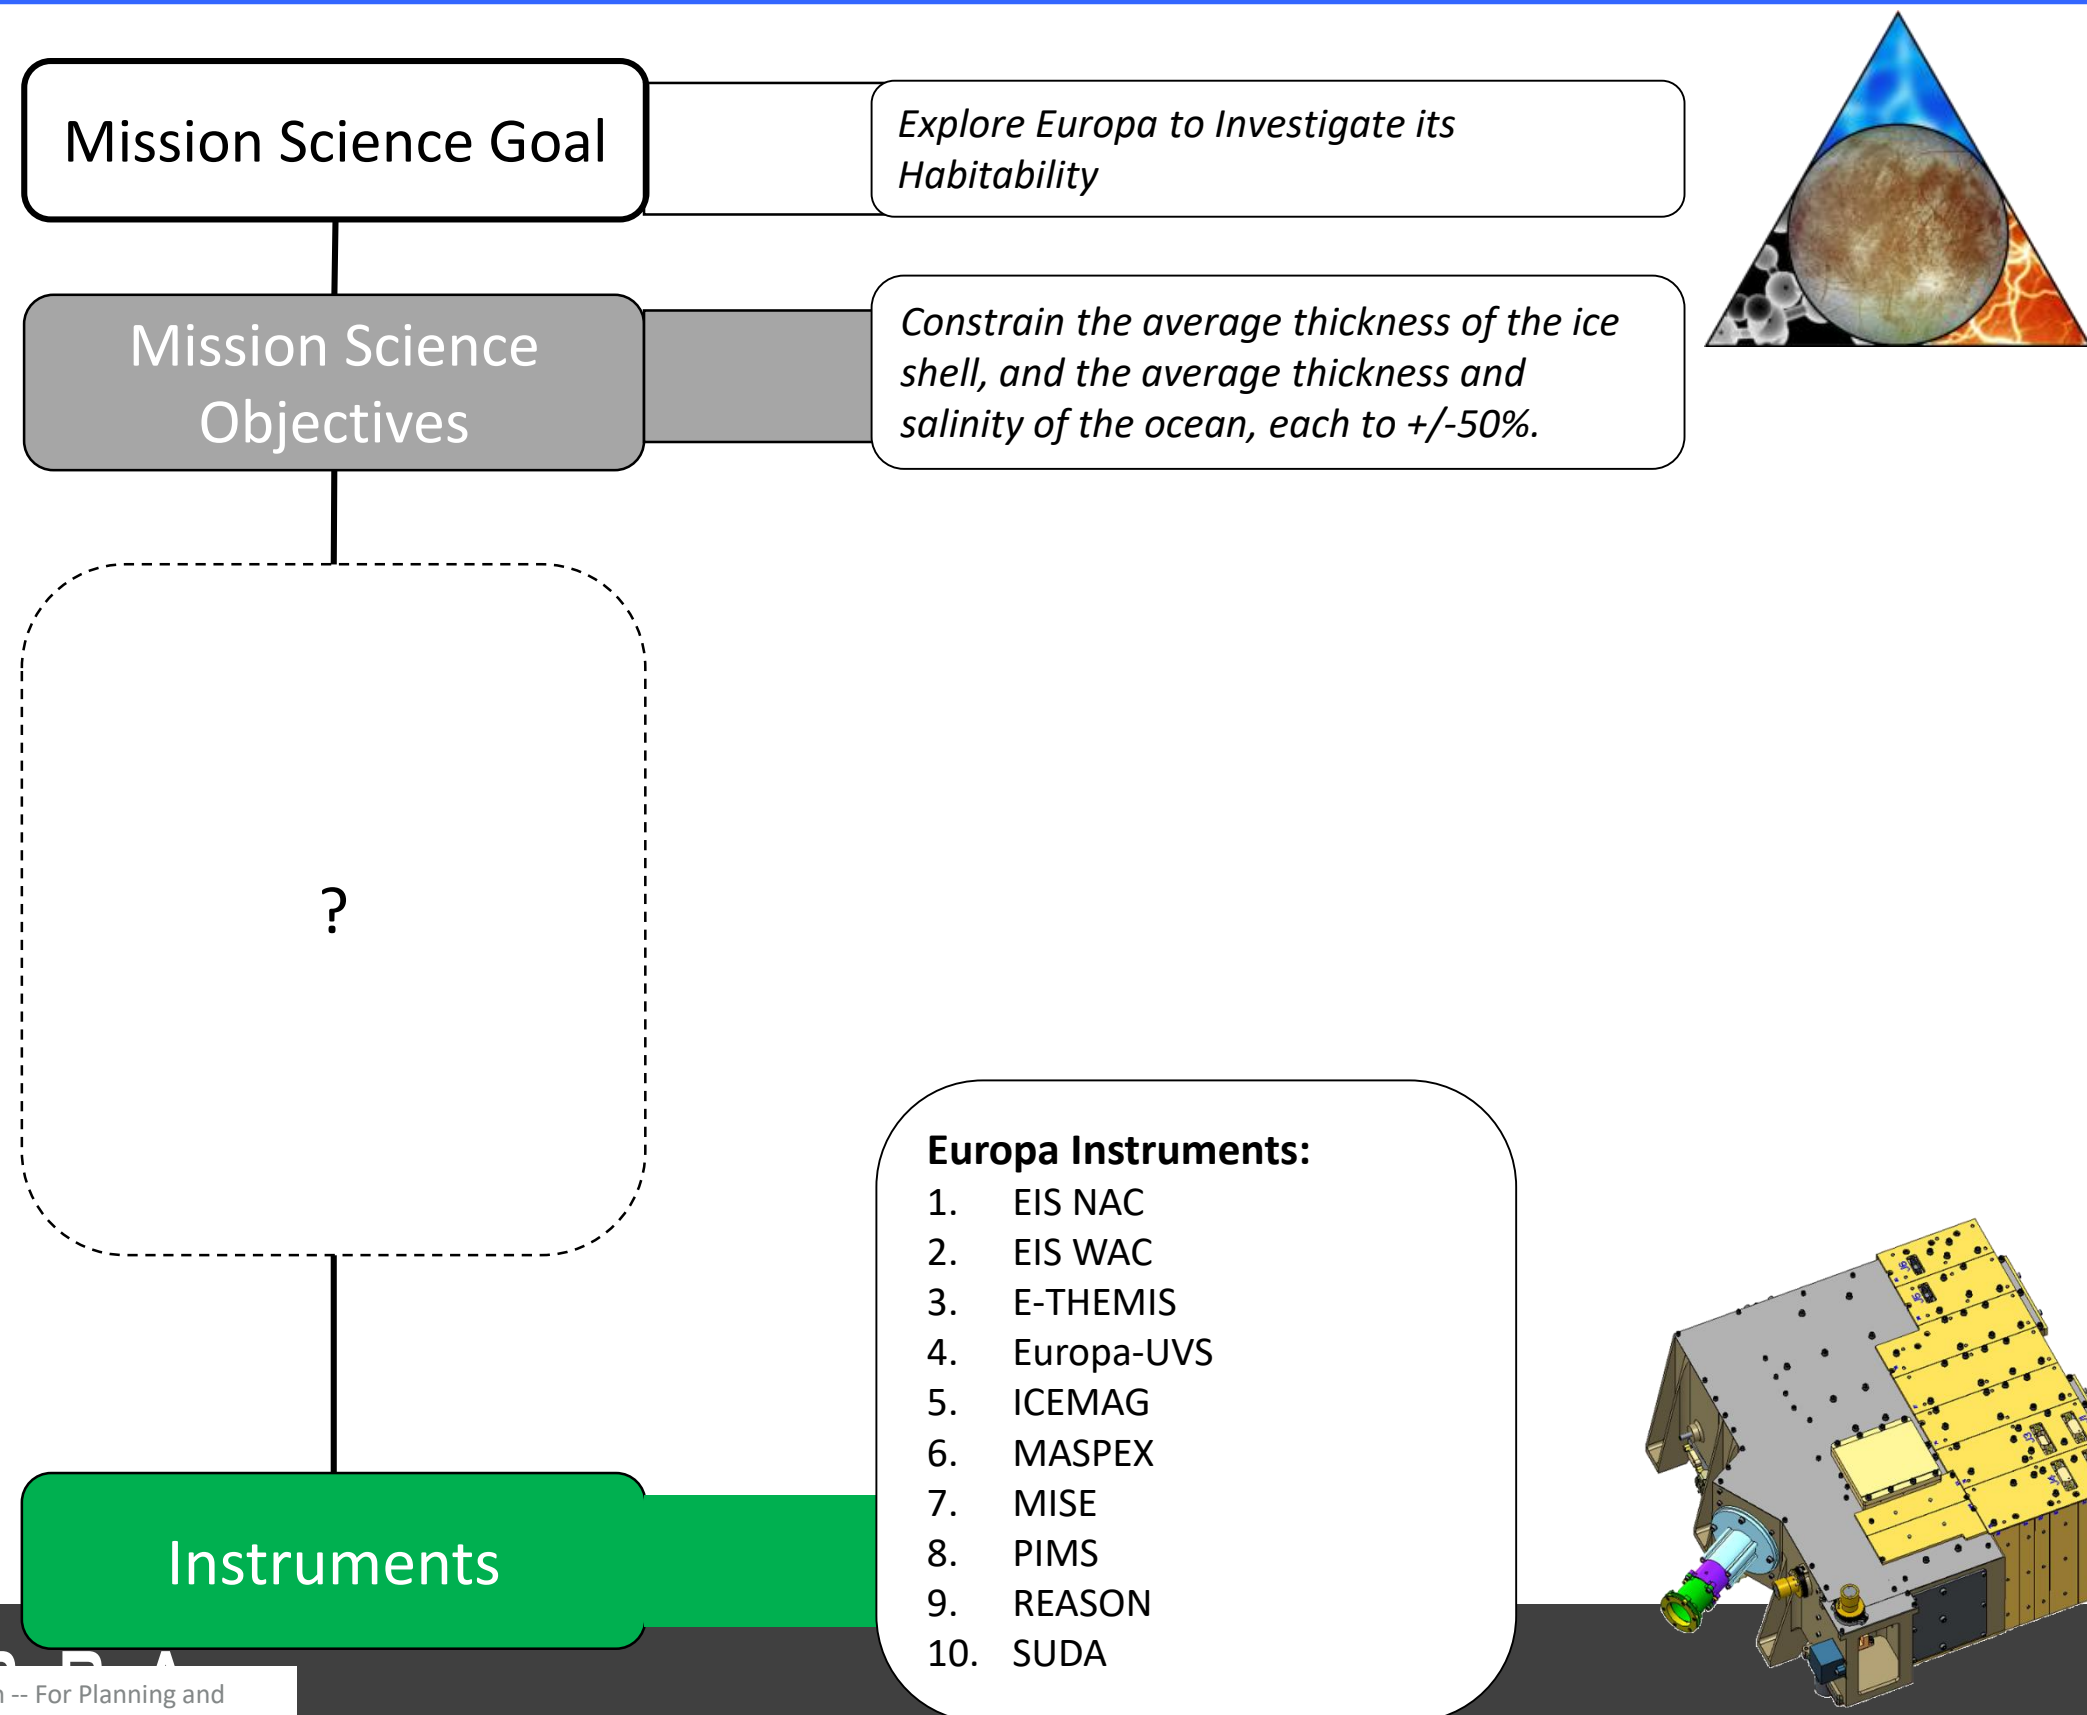 Mission Science Goal
Explore Europa to Investigate its
Habitability
Mission Science
Objectives
Constrain the average thickness of the ice
shell, and the average thickness and
salinity of the ocean, each to +/-50%.
?
Europa Instruments:
1. EIS NAC
2. EIS WAC
3. E-THEMIS
4. Europa-UVS
5. ICEMAG
6. MASPEX
7. MISE
8. PIMS
9. REASON
10. SUDA
Instruments
-- For Planning and